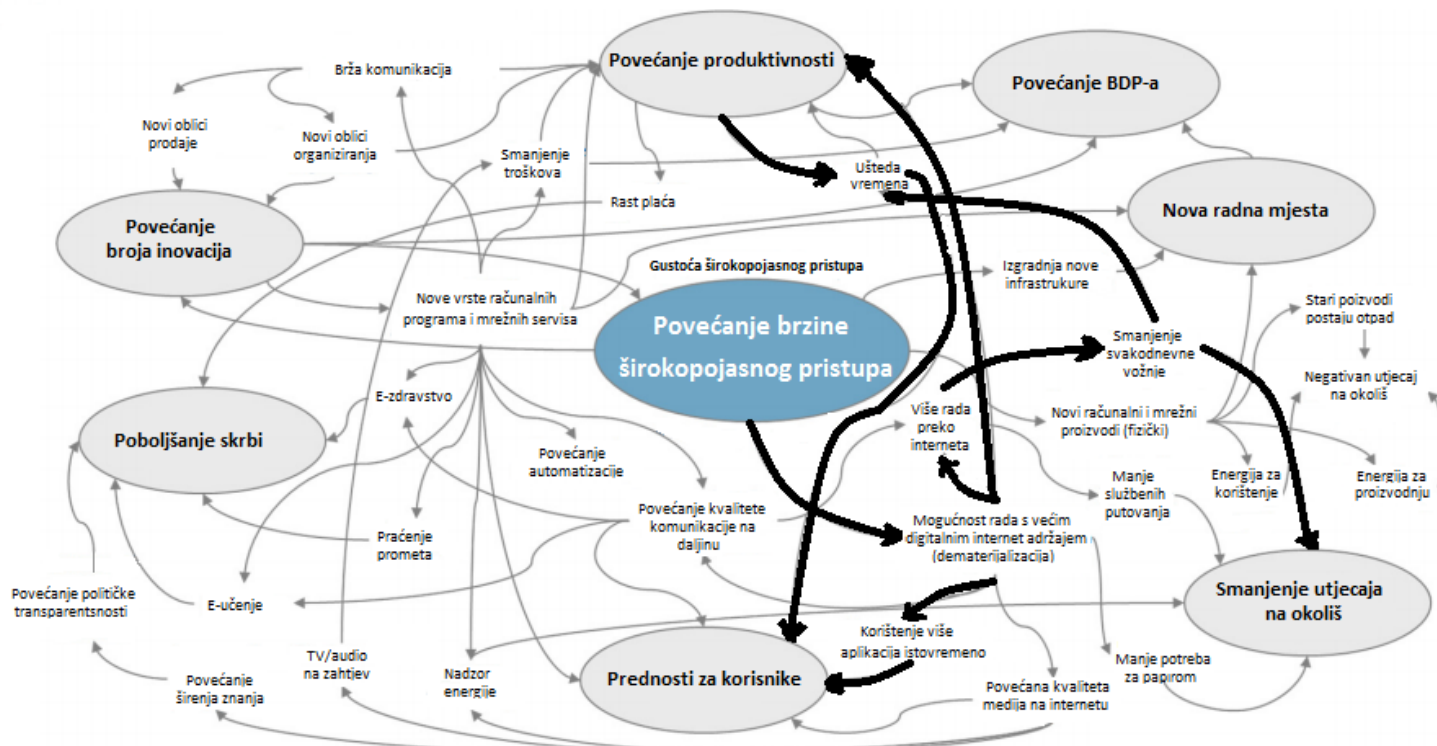 Brža komunikacija
Povećanje produktivnosti
Povećanje BDP-a
Novi oblici
prodaje
Novi oblici
organiziranja
Smanjenje
troškova
Ušteda
vremena
Rast plaća
Nova radna mjesta
Povećanje
broja inovacija
Gustoća širokopojasnog pristupa
Izgradnja nove
infrastrukure
Nove vrste računalnih
programa i mrežnih servisa
Povećanje brzine
širokopojasnog pristupa
Stari poizvodi
postaju otpad
Smanjenje
svakodnevne
vožnje
Negativan utjecaj
na okoliš
E-zdravstvo
Više rada
preko
interneta
Novi računalni i mrežni
proizvodi (fizički)
Poboljšanje skrbi
Povećanje
automatizacije
Energija za
korištenje
Energija za
proizvodnju
Manje
službenih
putovanja
Povećanje kvalitete
komunikacije na
daljinu
Mogućnost rada s većim
digitalnim internet adržajem
(dematerijalizacija)
Praćenje
prometa
Povećanje političke
transparentsnosti
E-učenje
Smanjenje utjecaja
na okoliš
Korištenje više
aplikacija istovremeno
TV/audio
na zahtjev
Nadzor
energije
Prednosti za korisnike
Manje potreba
za papirom
Povećanje
širenja znanja
Povećana kvaliteta
medija na internetu